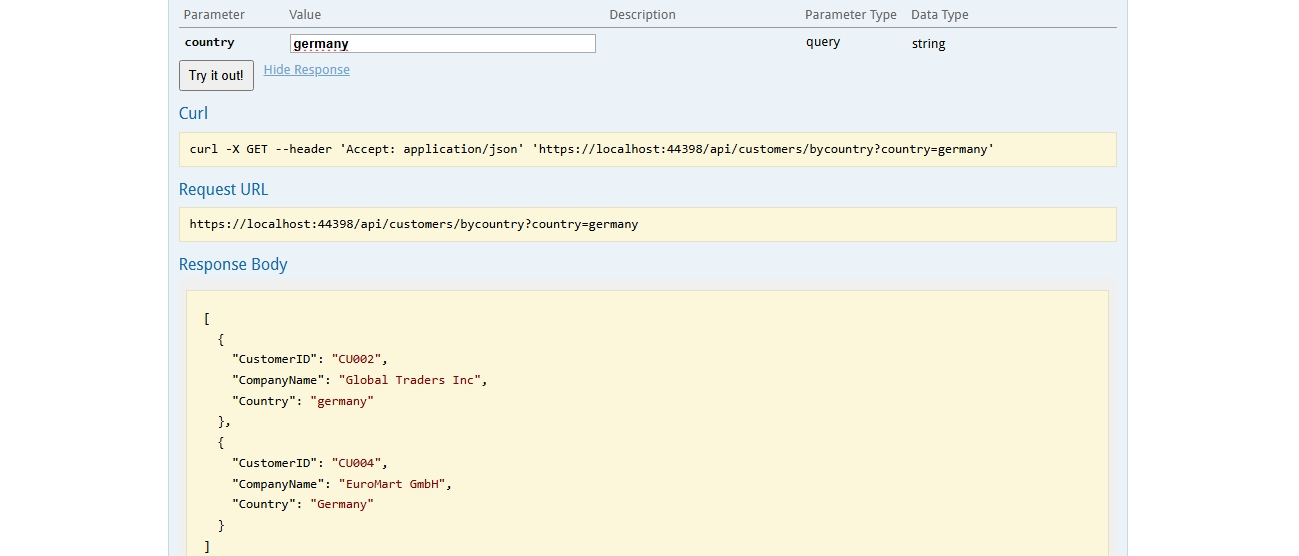 Parameter Value Description Parameter Type Data Type
country germany query string
Try it out! Hide Response
Curl
curl -X GET --header 'Accept: application/json' 'https://localhost:44398/api/customers/bycountry?country=germany'
Request URL
https://localhost:44398/api/customers/bycountry?country=germany
Response Body
[
  {
    "CustomerID": "CU002",
    "CompanyName": "Global Traders Inc",
    "Country": "germany"
  },
  {
    "CustomerID": "CU004",
    "CompanyName": "EuroMart GmbH",
    "Country": "Germany"
  }
]